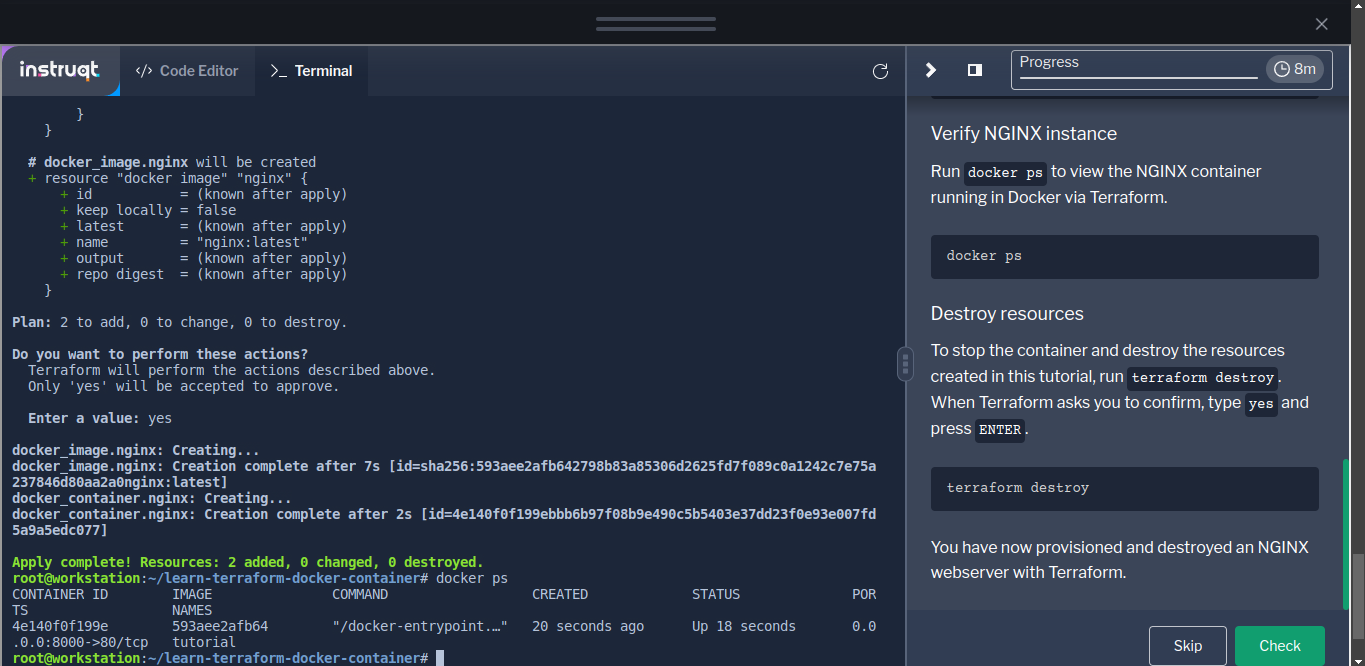 instruqt
</> Code Editor
>_ Terminal
Progress
8m
}
}
# docker_image.nginx will be created
+ resource "docker image" "nginx" {
+ id = (known after apply)
+ keep locally = false
+ latest = (known after apply)
+ name = "nginx:latest"
+ output = (known after apply)
+ repo digest = (known after apply)
}
Plan: 2 to add, 0 to change, 0 to destroy.
Do you want to perform these actions?
Terraform will perform the actions described above.
Only 'yes' will be accepted to approve.
Enter a value: yes
docker_image.nginx: Creating...
docker_image.nginx: Creation complete after 7s [id=sha256:593aee2afb642798b83a85306d2625fd7f089c0a1242c7e75a
237846d80aa2a0nginx:latest]
docker_container.nginx: Creating...
docker_container.nginx: Creation complete after 2s [id=4e140f0f199ebbb6b97f08b9e490c5b5403e37dd23f0e93e007fd
5a9a5edc077]
Apply complete! Resources: 2 added, 0 changed, 0 destroyed.
root@workstation:~/learn-terraform-docker-container# docker ps
CONTAINER ID IMAGE COMMAND CREATED STATUS POR
TS NAMES
4e140f0f199e 593aee2afb64 "/docker-entrypoint.…" 20 seconds ago Up 18 seconds 0.0
.0.0:8000->80/tcp tutorial
root@workstation:~/learn-terraform-docker-container#
Verify NGINX instance
Run docker ps to view the NGINX container
running in Docker via Terraform.
docker ps
Destroy resources
To stop the container and destroy the resources
created in this tutorial, run terraform destroy.
When Terraform asks you to confirm, type yes and
press ENTER.
terraform destroy
You have now provisioned and destroyed an NGINX
webserver with Terraform.
Skip
Check